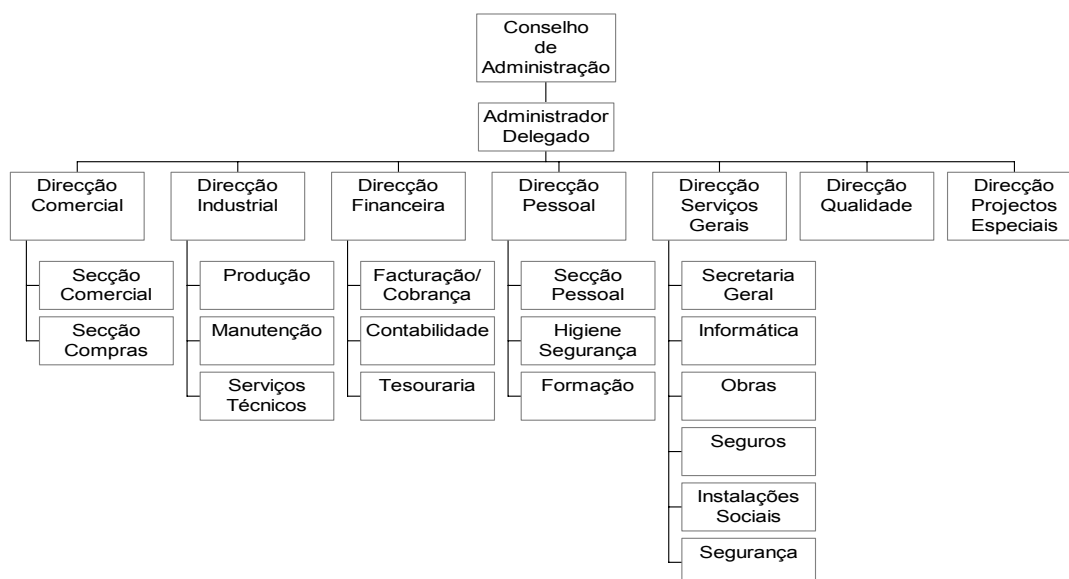 Conselho
de
Administração
Administrador
Delegado
Direcção
Comercial
Direcção
Industrial
Direcção
Financeira
Direcção
Pessoal
Direcção
Serviços
Gerais
Direcção
Qualidade
Direcção
Projectos
Especiais
Secção
Comercial
Secção
Compras
Produção
Manutenção
Serviços
Técnicos
Facturação/
Cobrança
Contabilidade
Tesouraria
Secção
Pessoal
Higiene
Segurança
Formação
Secretaria
Geral
Informática
Obras
Seguros
Instalações
Sociais
Segurança